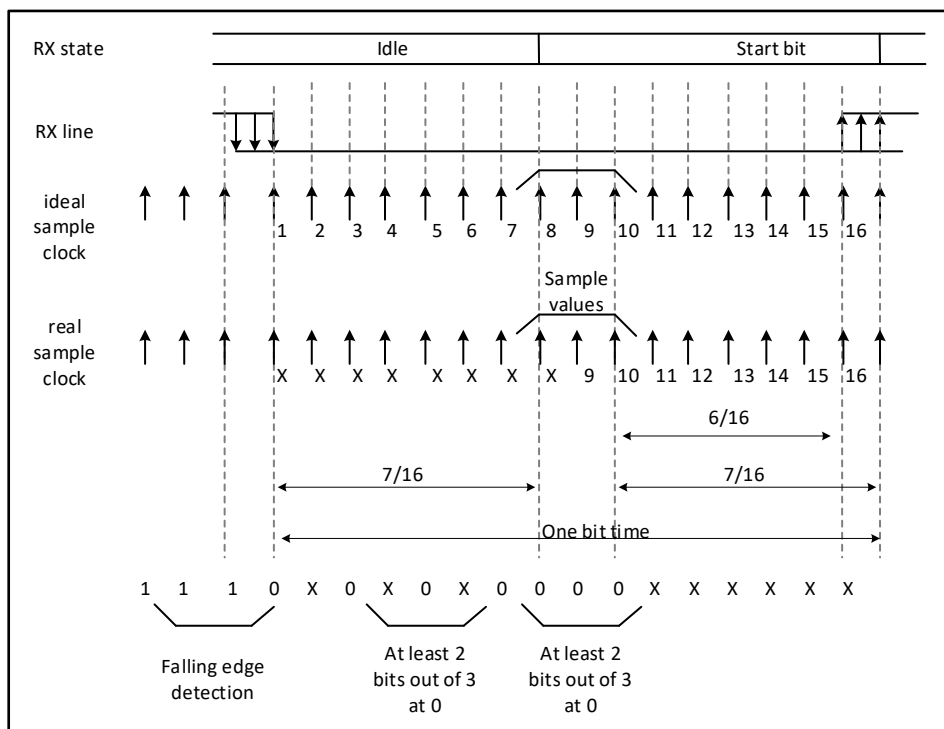 RX state
Idle
Start bit
RX line
ideal
sample
clock
1 2 3 4 5 6 7 8 9 10 11 12 13 14 15 16
Sample
values
real
sample
clock
X X X X X X X X 9 10 11 12 13 14 15 16
6/16
7/16
7/16
One bit time
1 1 1 0 X 0 X 0 X 0 0 0 0 X X X X X X
Falling edge
detection
At least 2
bits out of 3
at 0
At least 2
bits out of 3
at 0